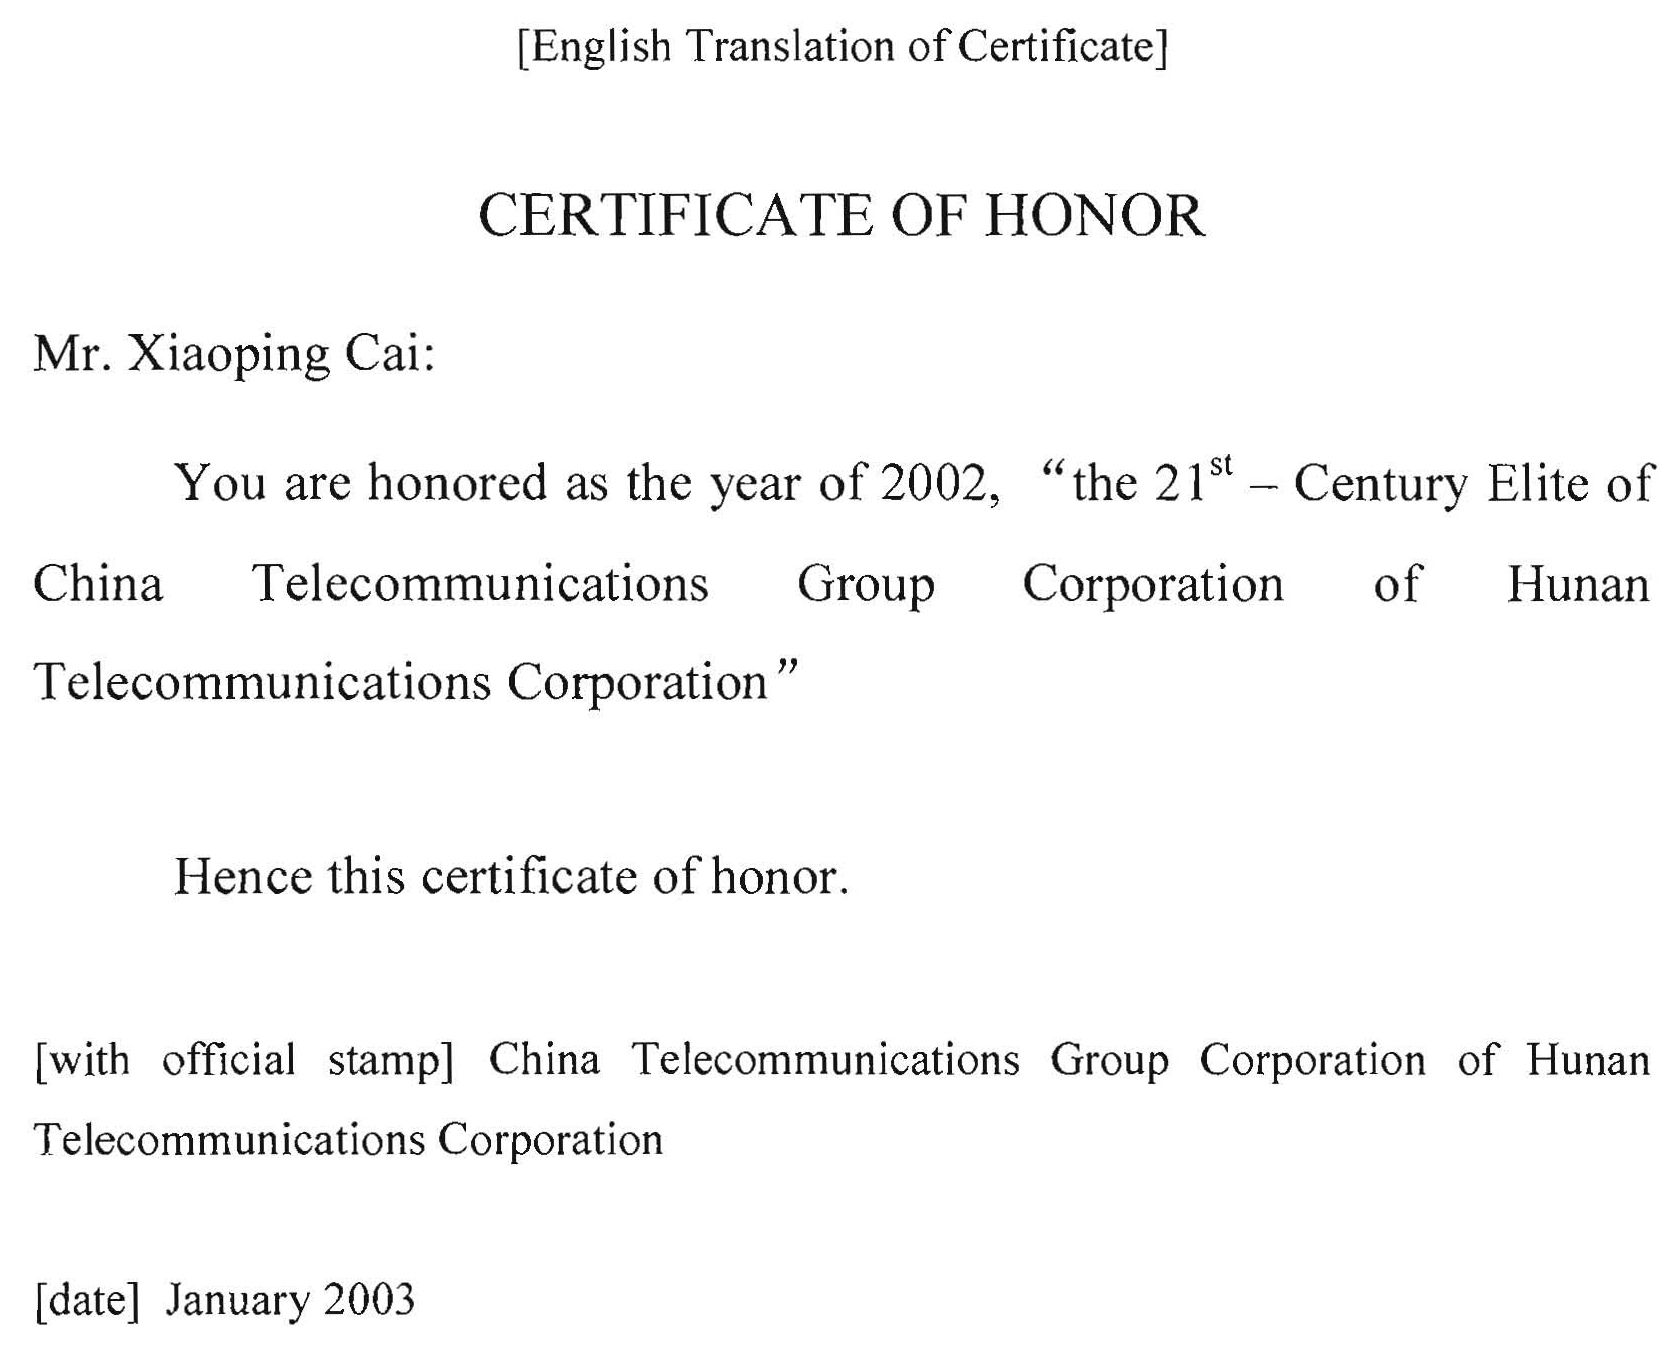 [English Translation of Certificate]
CERTIFICATE OF HONOR
Mr. Xiaoping Cai:
You are honored as the year of 2002, “the 21st – Century Elite of
China Telecommunications Group Corporation of Hunan
Telecommunications Corporation”
Hence this certificate of honor.
[with official stamp] China Telecommunications Group Corporation of Hunan
Telecommunications Corporation
[date] January 2003